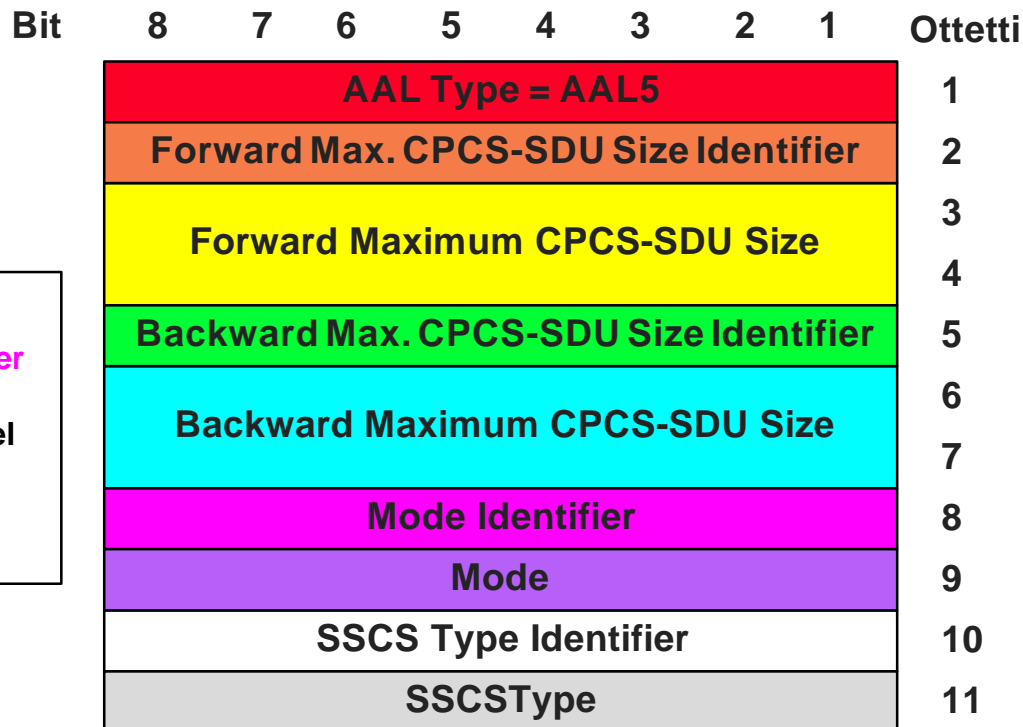 Bit 8 7 6 5 4 3 2 1 Ottetti
AAL Type = AAL5 1
Forward Max. CPCS-SDU Size Identifier 2
3
Forward Maximum CPCS-SDU Size
4
Backward Max. CPCS-SDU Size Identifier 5
er
6
Backward Maximum CPCS-SDU Size
el
7
Mode Identifier 8
Mode 9
SSCS Type Identifier 10
SSCSType 11